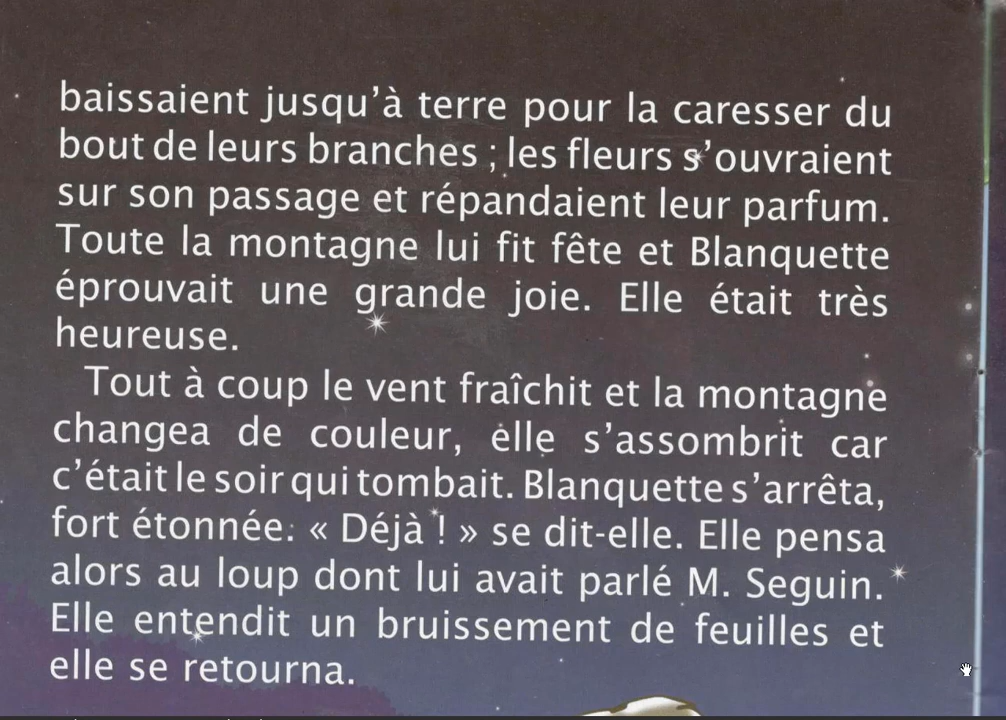 baissaient jusqu’à terre pour la caresser du
bout de leurs branches ; les fleurs s’ouvraient
sur son passage et répandaient leur parfum.
Toute la montagne lui fit fête et Blanquette
éprouvait une grande joie. Elle était très
heureuse.
Tout à coup le vent fraîchit et la montagne
changea de couleur, elle s’assombrit car
c’était le soir qui tombait. Blanquette s’arrêta,
fort étonnée: « Déjà ! » se dit-elle. Elle pensa
alors au loup dont lui avait parlé M. Seguin.
Elle entendit un bruissement de feuilles et
elle se retourna.